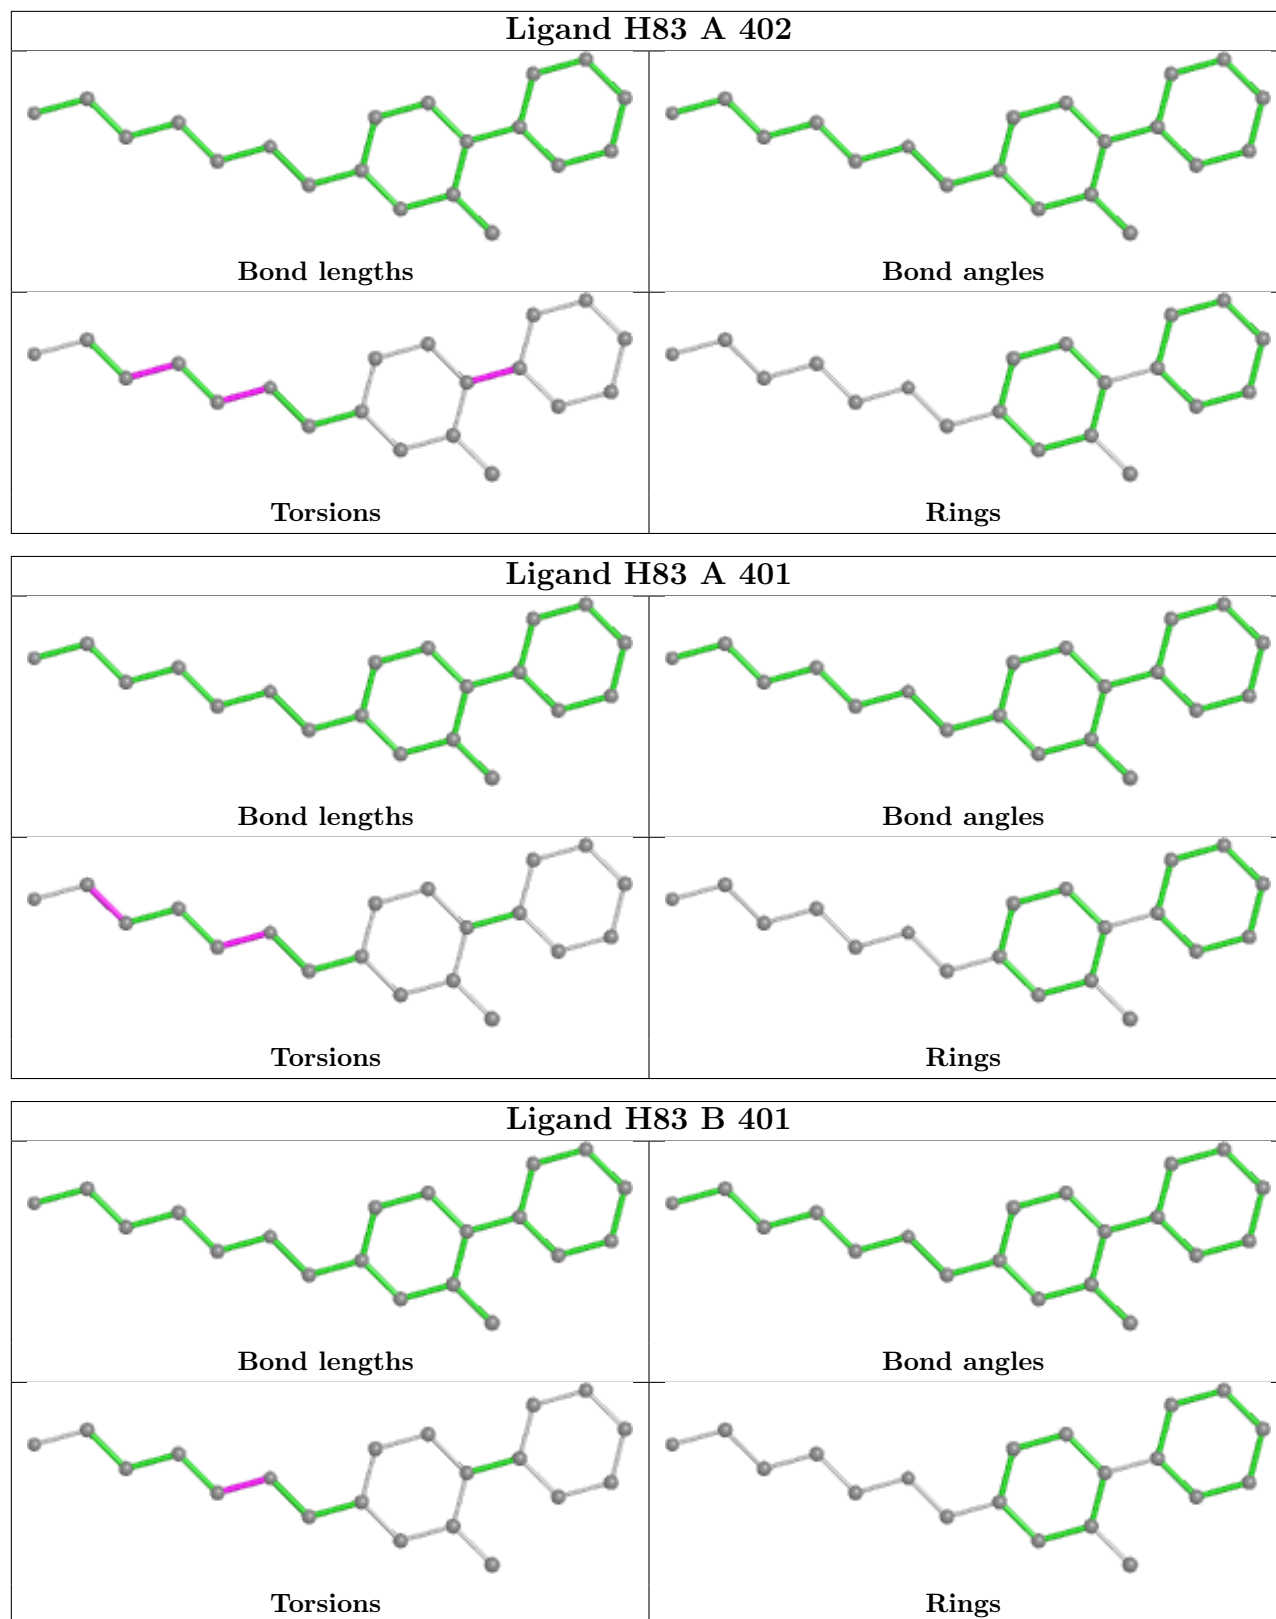 Ligand H83 A 402
Bond lengths
Bond angles
Torsions
Rings
Ligand H83 A 401
Bond lengths
Bond angles
Torsions
Rings
Ligand H83 B 401
Bond lengths
Bond angles
Torsions
Rings